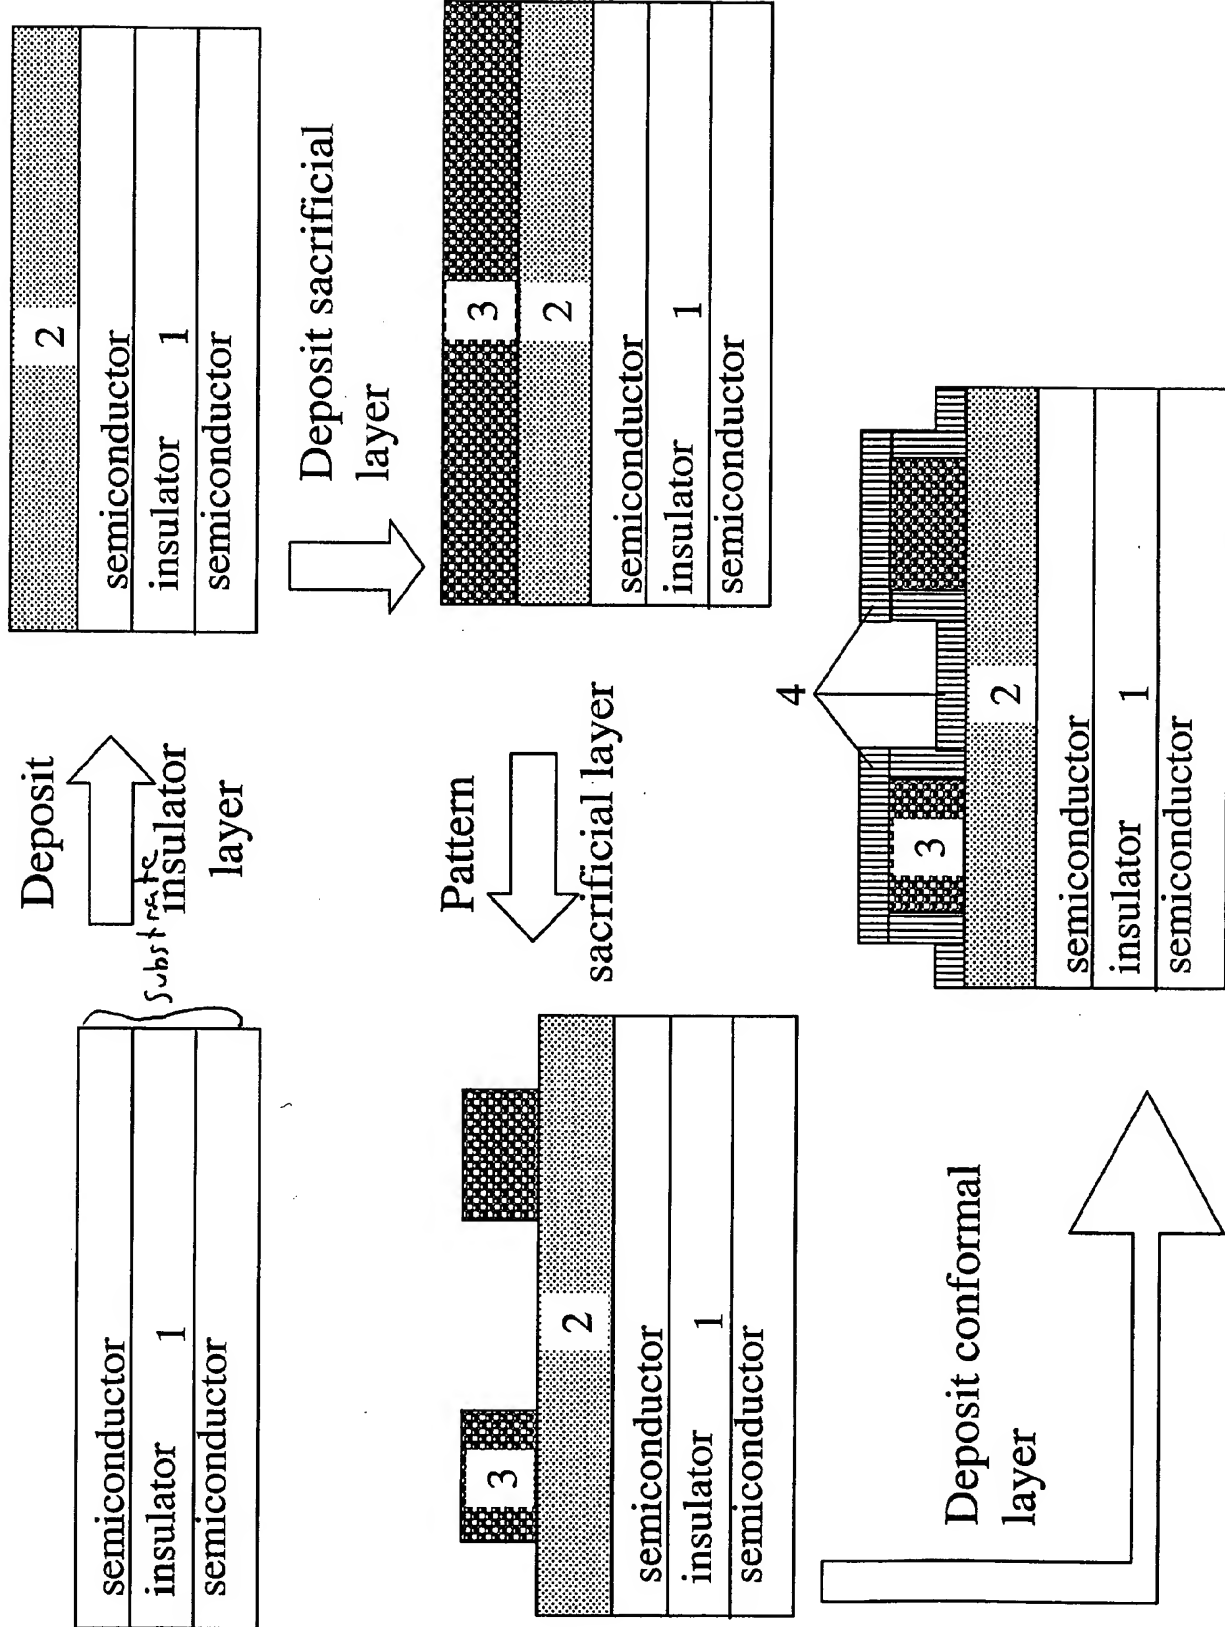 semiconductor
insulator 1
semiconductor
Substrate
Deposit
insulator
layer
2
semiconductor
insulator 1
semiconductor
Deposit sacrificial
layer
3
2
semiconductor
insulator 1
semiconductor
Pattern
sacrificial layer
3
2
semiconductor
insulator 1
semiconductor
Deposit conformal
layer
4
3
2
semiconductor
insulator 1
semiconductor